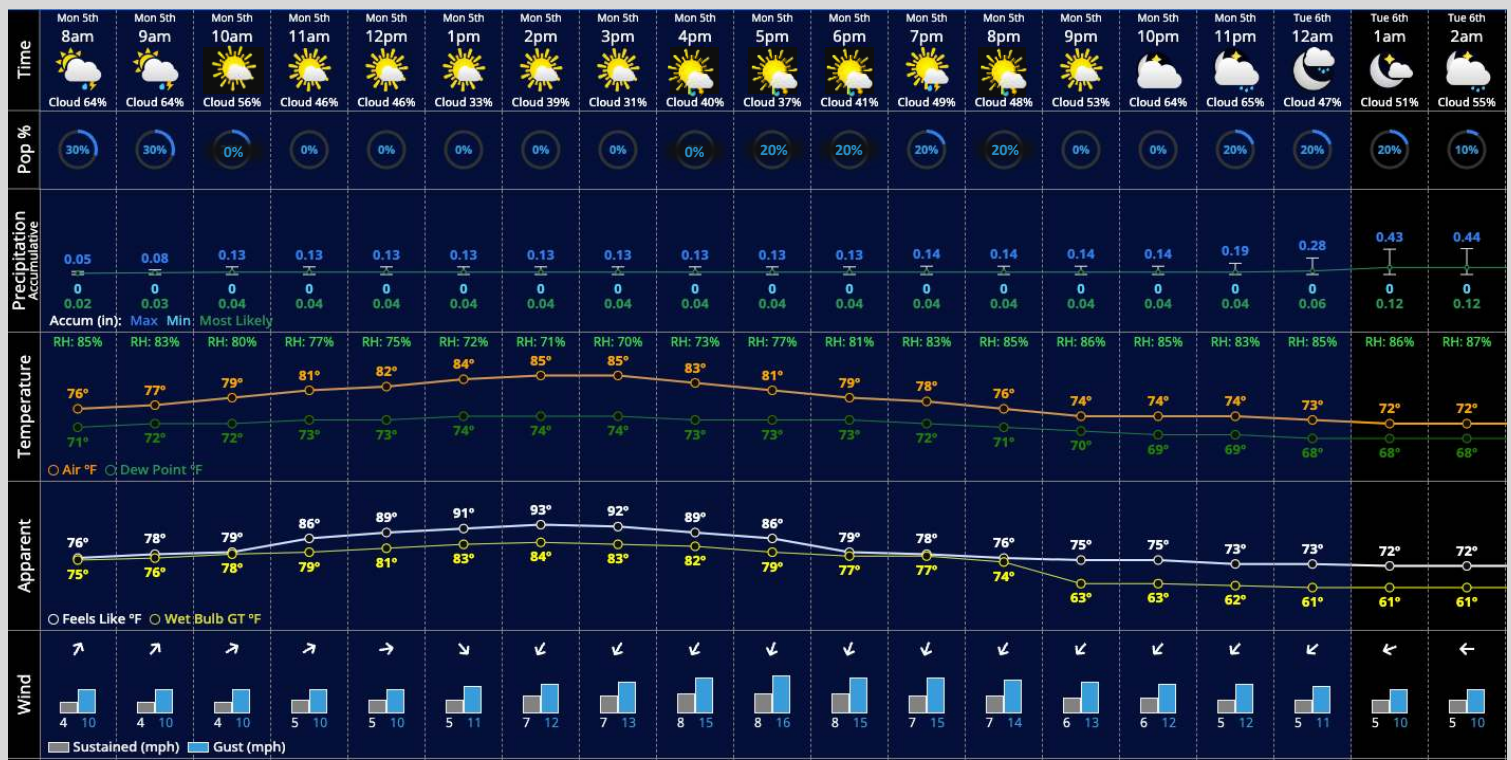 Time
Mon 5th Mon 5th Mon 5th Mon 5th Mon 5th Mon 5th Mon 5th Mon 5th Mon 5th Mon 5th Mon 5th Mon 5th Mon 5th Mon 5th Mon 5th Mon 5th Tue 6th Tue 6th Tue 6th
8am 9am 10am 11am 12pm 1pm 2pm 3pm 4pm 5pm 6pm 7pm 8pm 9pm 10pm 11pm 12am 1am 2am
Cloud 64% Cloud 64% Cloud 56% Cloud 46% Cloud 46% Cloud 33% Cloud 39% Cloud 31% Cloud 40% Cloud 37% Cloud 41% Cloud 49% Cloud 48% Cloud 53% Cloud 64% Cloud 65% Cloud 47% Cloud 51% Cloud 55%
Pop %
30% 30% 0% 0% 0% 0% 0% 0% 0% 20% 20% 20% 20% 0% 0% 20% 20% 20% 10%
Precipitation
Accumulative
0.05 0.08 0.13 0.13 0.13 0.13 0.13 0.13 0.13 0.13 0.13 0.14 0.14 0.14 0.14 0.19 0.28 0.43 0.44
0 0 0 0 0 0 0 0 0 0 0 0 0 0 0 0 0 0 0
0.02 0.03 0.04 0.04 0.04 0.04 0.04 0.04 0.04 0.04 0.04 0.04 0.04 0.04 0.04 0.04 0.06 0.12 0.12
Accum (in): Max Min Most Likely
Temperature
RH: 85% RH: 83% RH: 80% RH: 77% RH: 75% RH: 72% RH: 71% RH: 70% RH: 73% RH: 77% RH: 81% RH: 83% RH: 85% RH: 86% RH: 85% RH: 83% RH: 85% RH: 86% RH: 87%
76° 77° 79° 81° 82° 84° 85° 85° 83° 81° 79° 78° 76° 74° 74° 74° 73° 72° 72°
71° 72° 72° 73° 73° 74° 74° 74° 73° 73° 73° 72° 71° 70° 69° 69° 68° 68° 68°
Air °F Dew Point °F
Apparent
76° 78° 79° 86° 89° 91° 93° 92° 89° 86° 79° 78° 76° 75° 75° 73° 73° 72° 72°
75° 76° 78° 79° 81° 83° 84° 83° 82° 79° 77° 77° 74° 63° 63° 62° 61° 61° 61°
Feels Like °F Wet Bulb GT °F
Wind
4 10 4 10 4 10 5 10 5 10 5 11 7 12 7 13 8 15 8 16 8 15 7 15 7 14 6 13 6 12 5 12 5 11 5 10 5 10
Sustained (mph) Gust (mph)